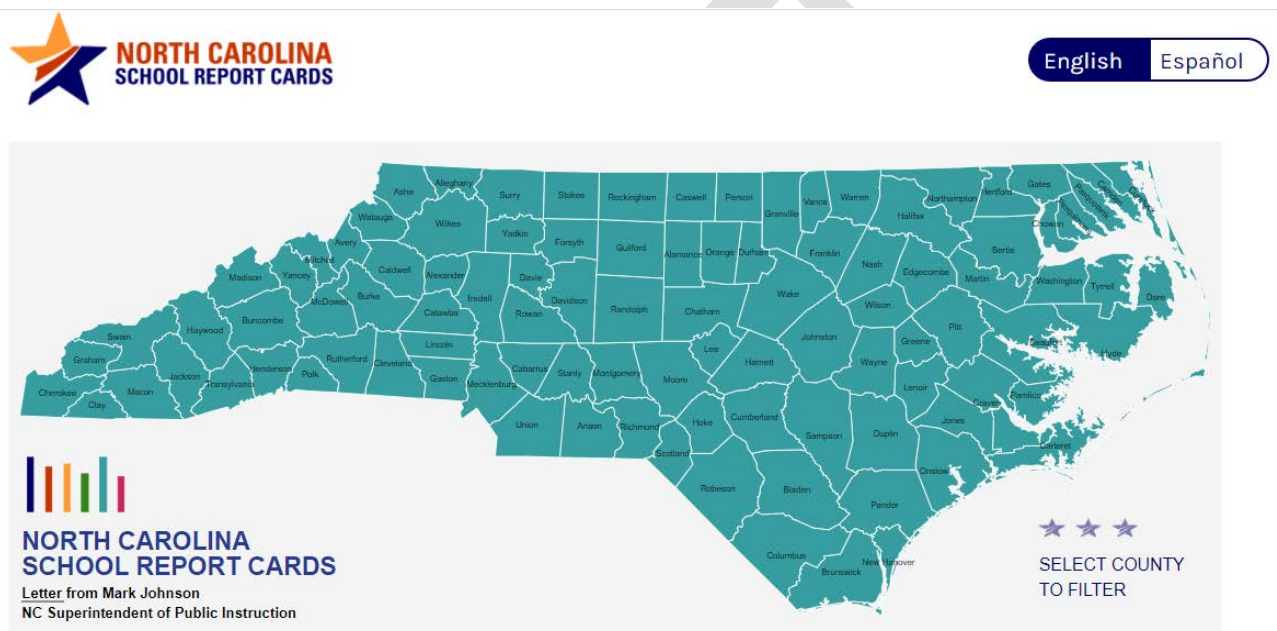 NORTH CAROLINA
SCHOOL REPORT CARDS
English Español
Ashe
Alleghany
Surry
Stokes
Rockingham
Caswell
Person
Granville
Vance
Warren
Northampton
Hertford
Gates
Pasquotank
Camden
Currituck
Perquimans
Chowan
Halifax
Watauga
Wilkes
Yadkin
Forsyth
Guilford
Alamance
Orange
Durham
Franklin
Nash
Edgecombe
Bertie
Martin
Washington
Tyrrell
Dare
Avery
Mitchell
Madison
Yancey
Caldwell
Alexander
Davie
Iredell
Davidson
Randolph
Chatham
Wake
Wilson
Pitt
McDowell
Burke
Catawba
Rowan
Buncombe
Haywood
Swain
Graham
Lincoln
Rutherford
Cleveland
Johnston
Greene
Beaufort
Hyde
Lee
Harnett
Wayne
Cherokee
Clay
Macon
Jackson
Transylvania
Henderson
Polk
Gaston
Mecklenburg
Cabarrus
Stanly
Montgomery
Moore
Lenoir
Craven
Pamlico
Union
Anson
Richmond
Hoke
Cumberland
Sampson
Duplin
Jones
Carteret
Scotland
Onslow
Robeson
Bladen
Pender
Columbus
Brunswick
New Hanover
NORTH CAROLINA
SCHOOL REPORT CARDS
Letter from Mark Johnson
NC Superintendent of Public Instruction
SELECT COUNTY
TO FILTER